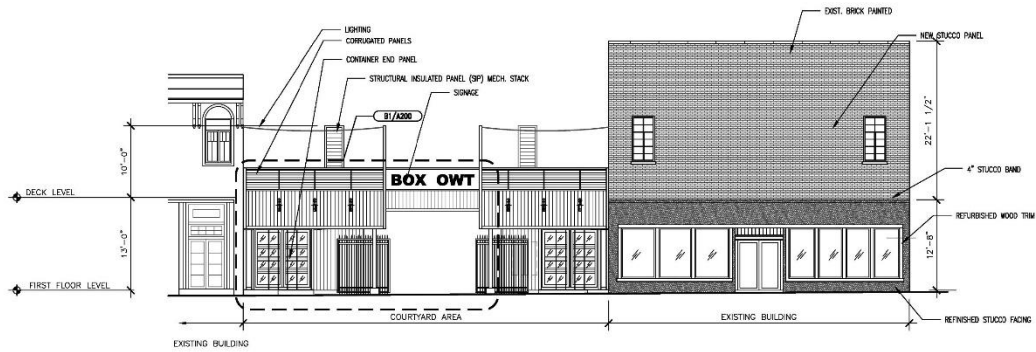 EXIST. BRICK PAINTED
LIGHTING
CORRUGATED PANELS
NEW STUCCO PANEL
CONTAINER END PANEL
STRUCTURAL INSULATED PANEL (SIP) MECH. STACK
SIGNAGE
B1/A200
22'-1 1/2"
10'-0"
BOX OWT
4" STUCCO BAND
DECK LEVEL
REFURBISHED WOOD TRIM
13'-0"
12'-8"
FIRST FLOOR LEVEL
COURTYARD AREA
EXISTING BUILDING
REFINISHED STUCCO FACING
EXISTING BUILDING